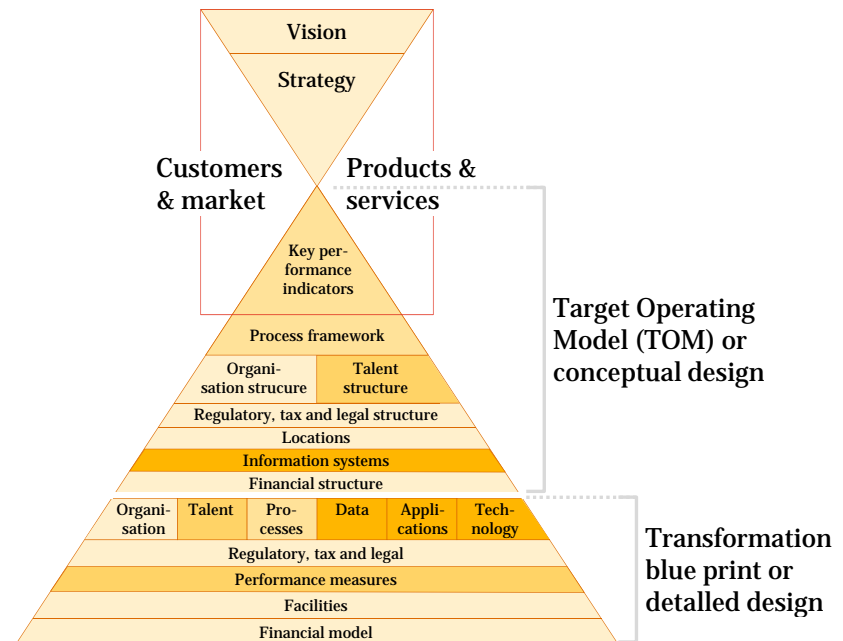 Vision
Strategy
Customers
& market
Products &
services
Key per-
formance
indicators
Process framework
Organi-
sation strucure
Talent
structure
Regulatory, tax and legal structure
Locations
Information systems
Financial structure
Target Operating
Model (TOM) or
conceptual design
Organi-
sation
Talent
Pro-
cesses
Data
Appli-
cations
Tech-
nology
Regulatory, tax and legal
Performance measures
Facilities
Financial model
Transformation
blue print or
detalled design